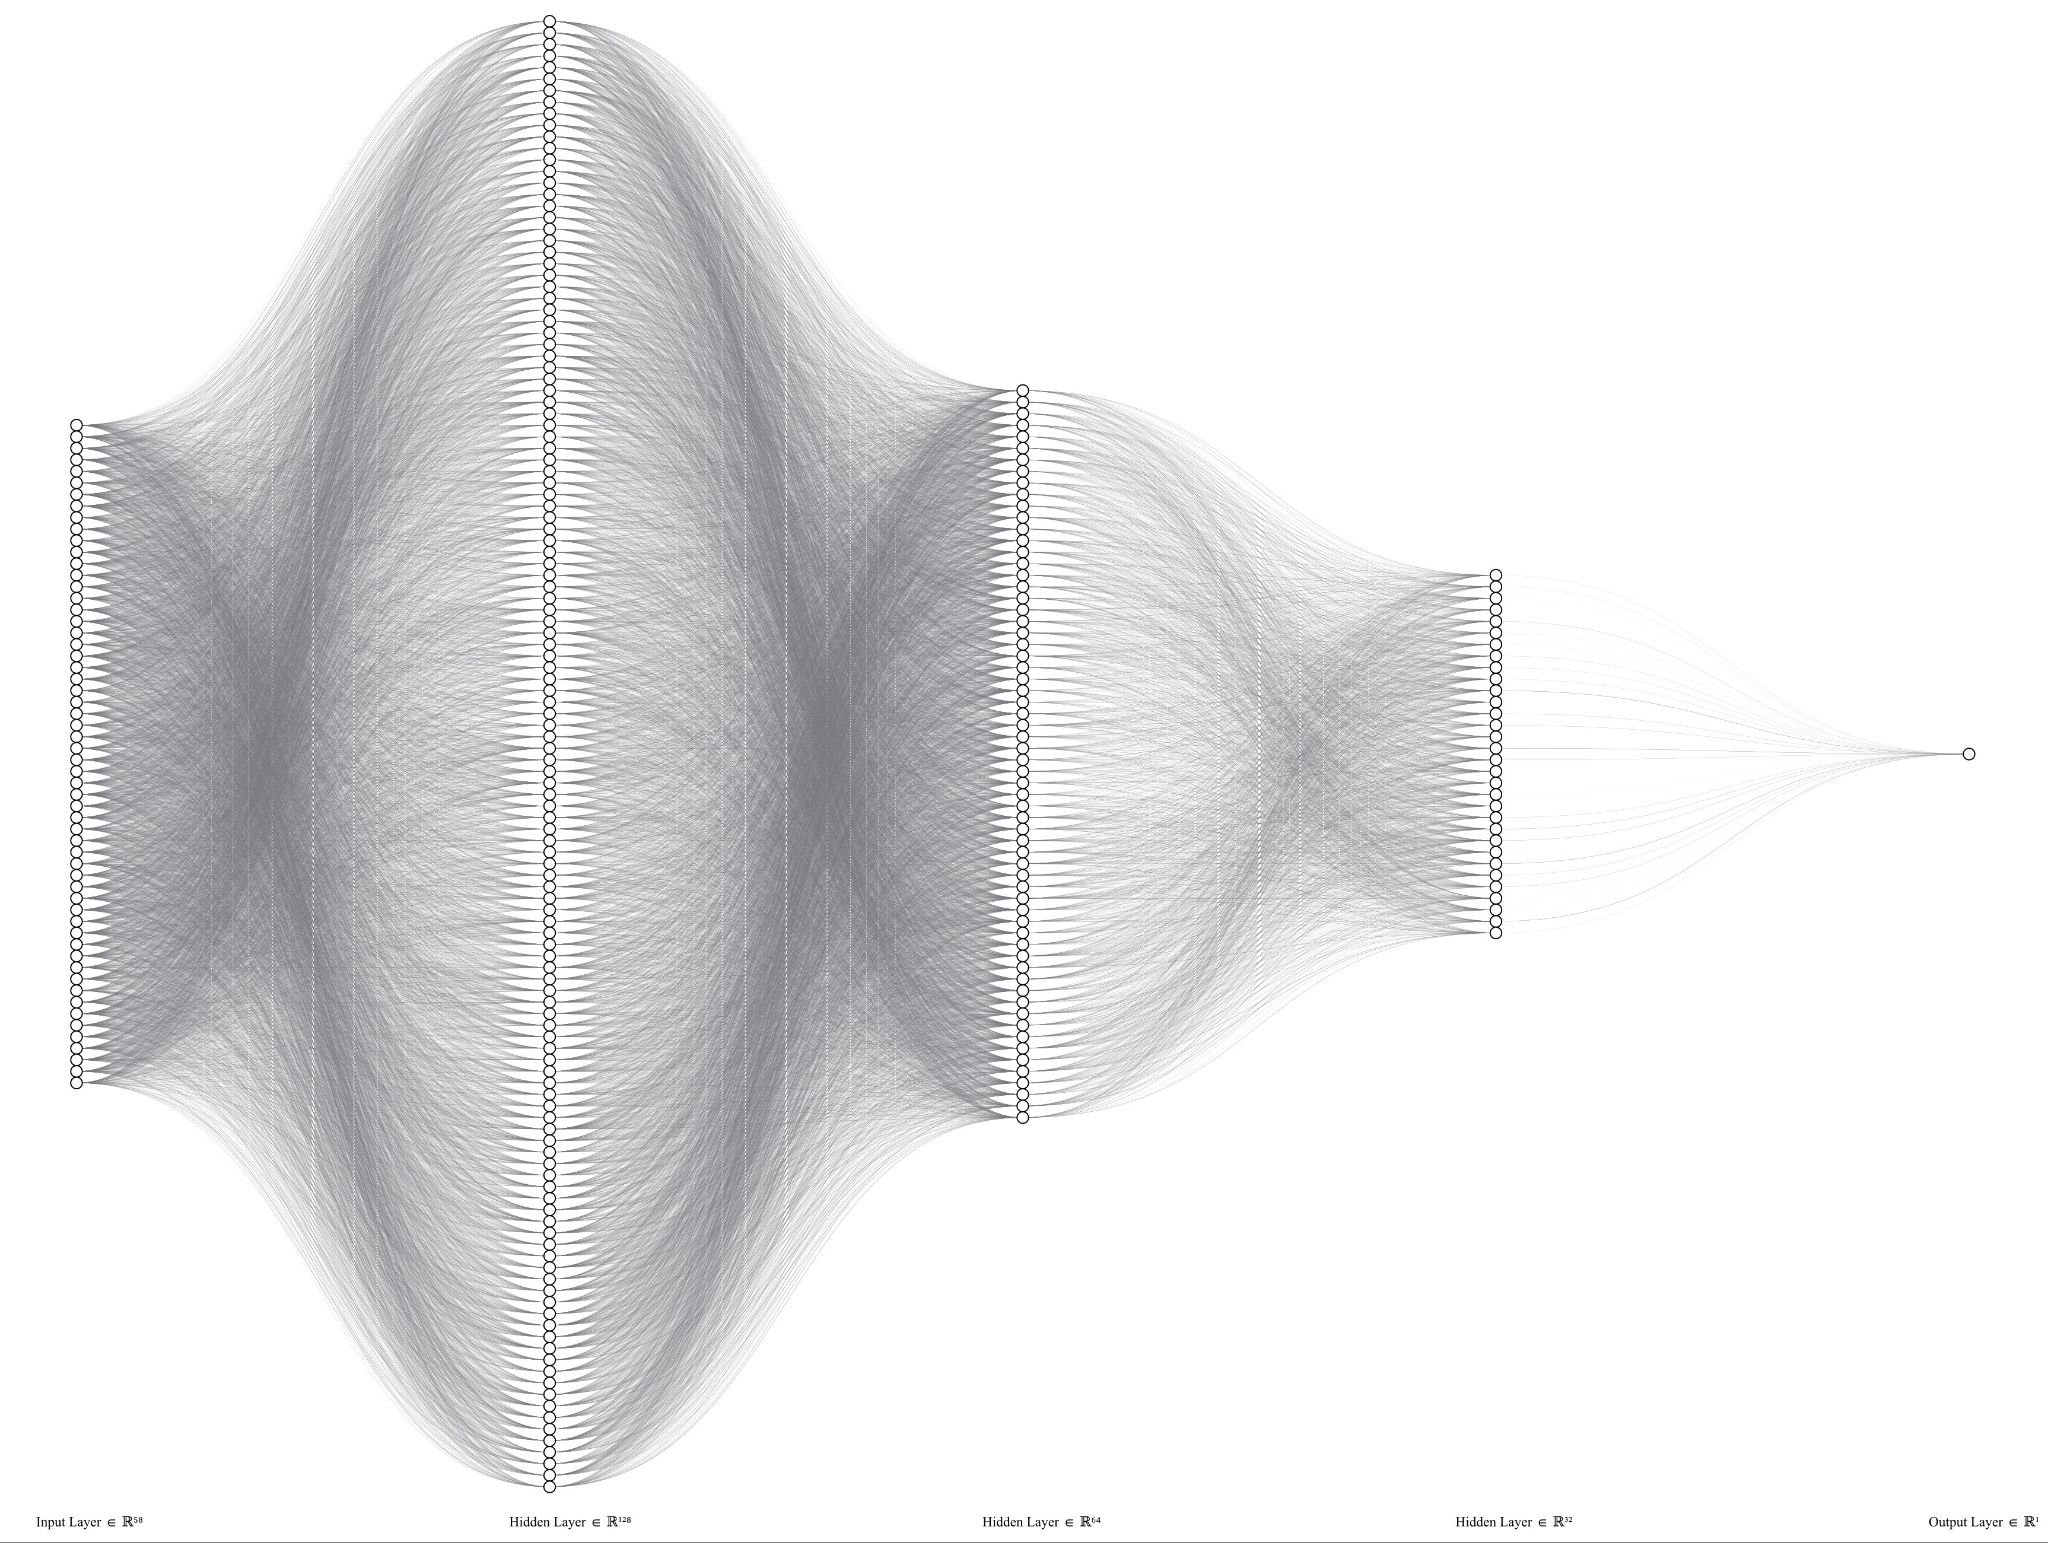 Input Layer ∈ ℝ⁵⁸
Hidden Layer ∈ ℝ¹²⁸
Hidden Layer ∈ ℝ⁶⁴
Hidden Layer ∈ ℝ³²
Output Layer ∈ ℝ¹